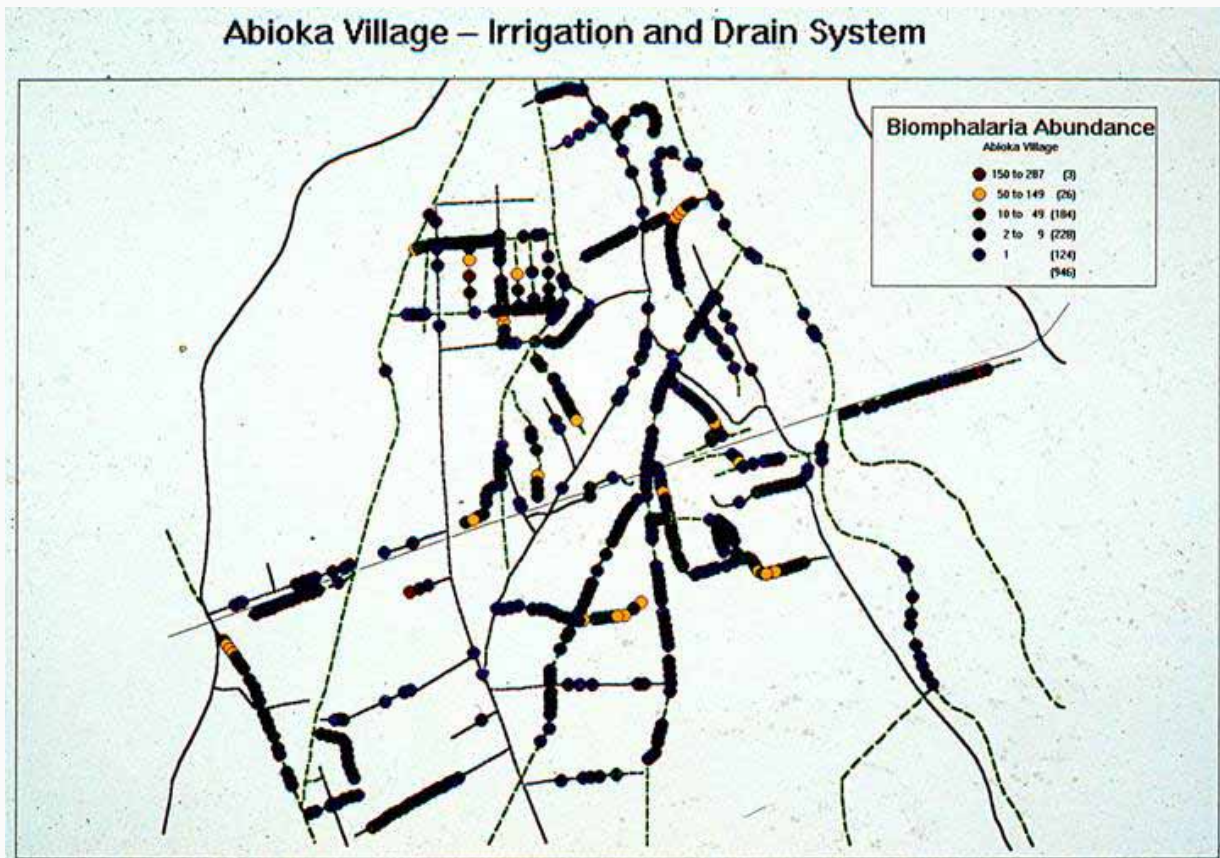 Abioka Village – Irrigation and Drain System
Biomphalaria Abundance
Abioka Village
150 to 287 (3)
50 to 149 (26)
10 to 49 (184)
2 to 9 (228)
1 (124)
(946)